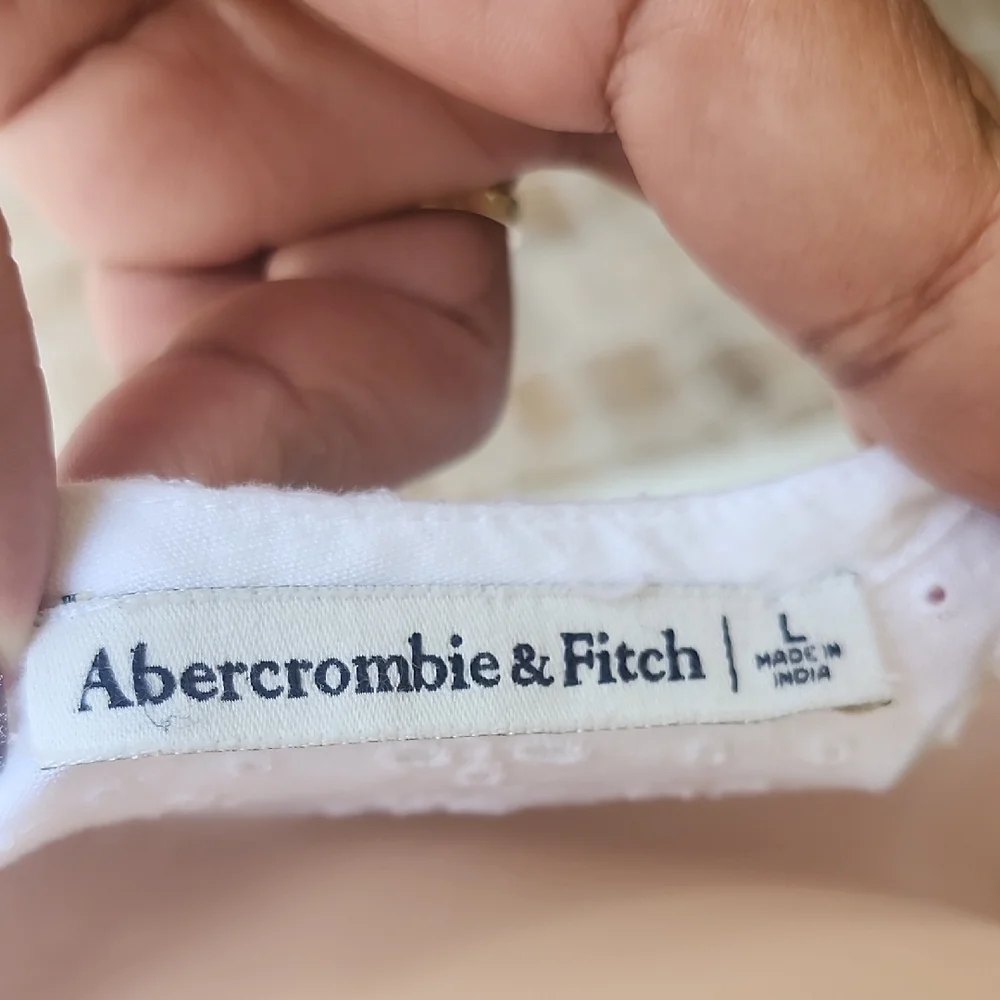 Abercrombie & Fitch | L
MADE IN
INDIA